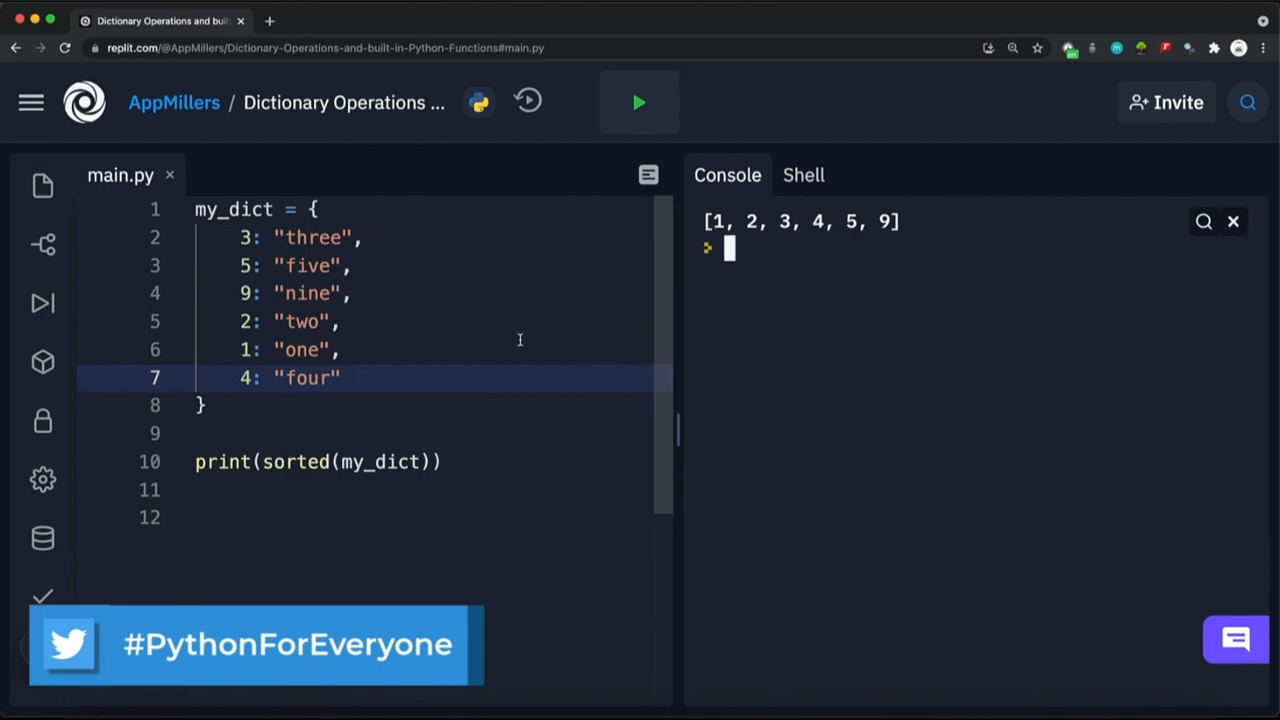 Dictionary Operations and buil
replit.com/@AppMillers/Dictionary-Operations-and-built-in-Python-Functions#main.py
AppMillers / Dictionary Operations ...
Invite
main.py
Console
Shell
1 my_dict = {
2 3: "three",
3 5: "five",
4 9: "nine",
5 2: "two",
6 1: "one",
7 4: "four"
8 }
9
10 print(sorted(my_dict))
11
12
[1, 2, 3, 4, 5, 9]
#PythonForEveryone